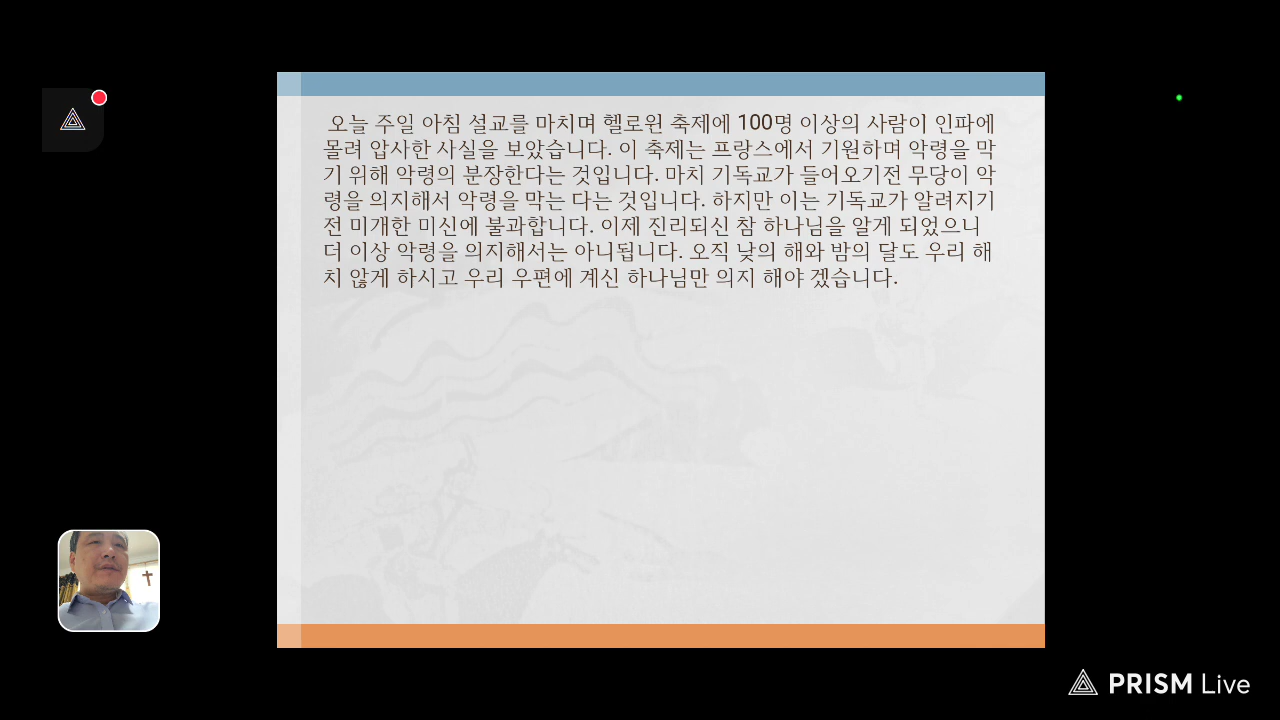 오늘 주일 아침 설교를 마치며 헬로윈 축제에 100명 이상의 사람이 인파에
몰려 압사한 사실을 보았습니다. 이 축제는 프랑스에서 기원하며 악령을 막
기 위해 악령의 분장한다는 것입니다. 마치 기독교가 들어오기전 무당이 악
령을 의지해서 악령을 막는 다는 것입니다. 하지만 이는 기독교가 알려지기
전 미개한 미신에 불과합니다. 이제 진리되신 참 하나님을 알게 되었으니
더 이상 악령을 의지해서는 아니됩니다. 오직 낮의 해와 밤의 달도 우리 해
치 않게 하시고 우리 우편에 계신 하나님만 의지 해야 겠습니다.
PRISM Live